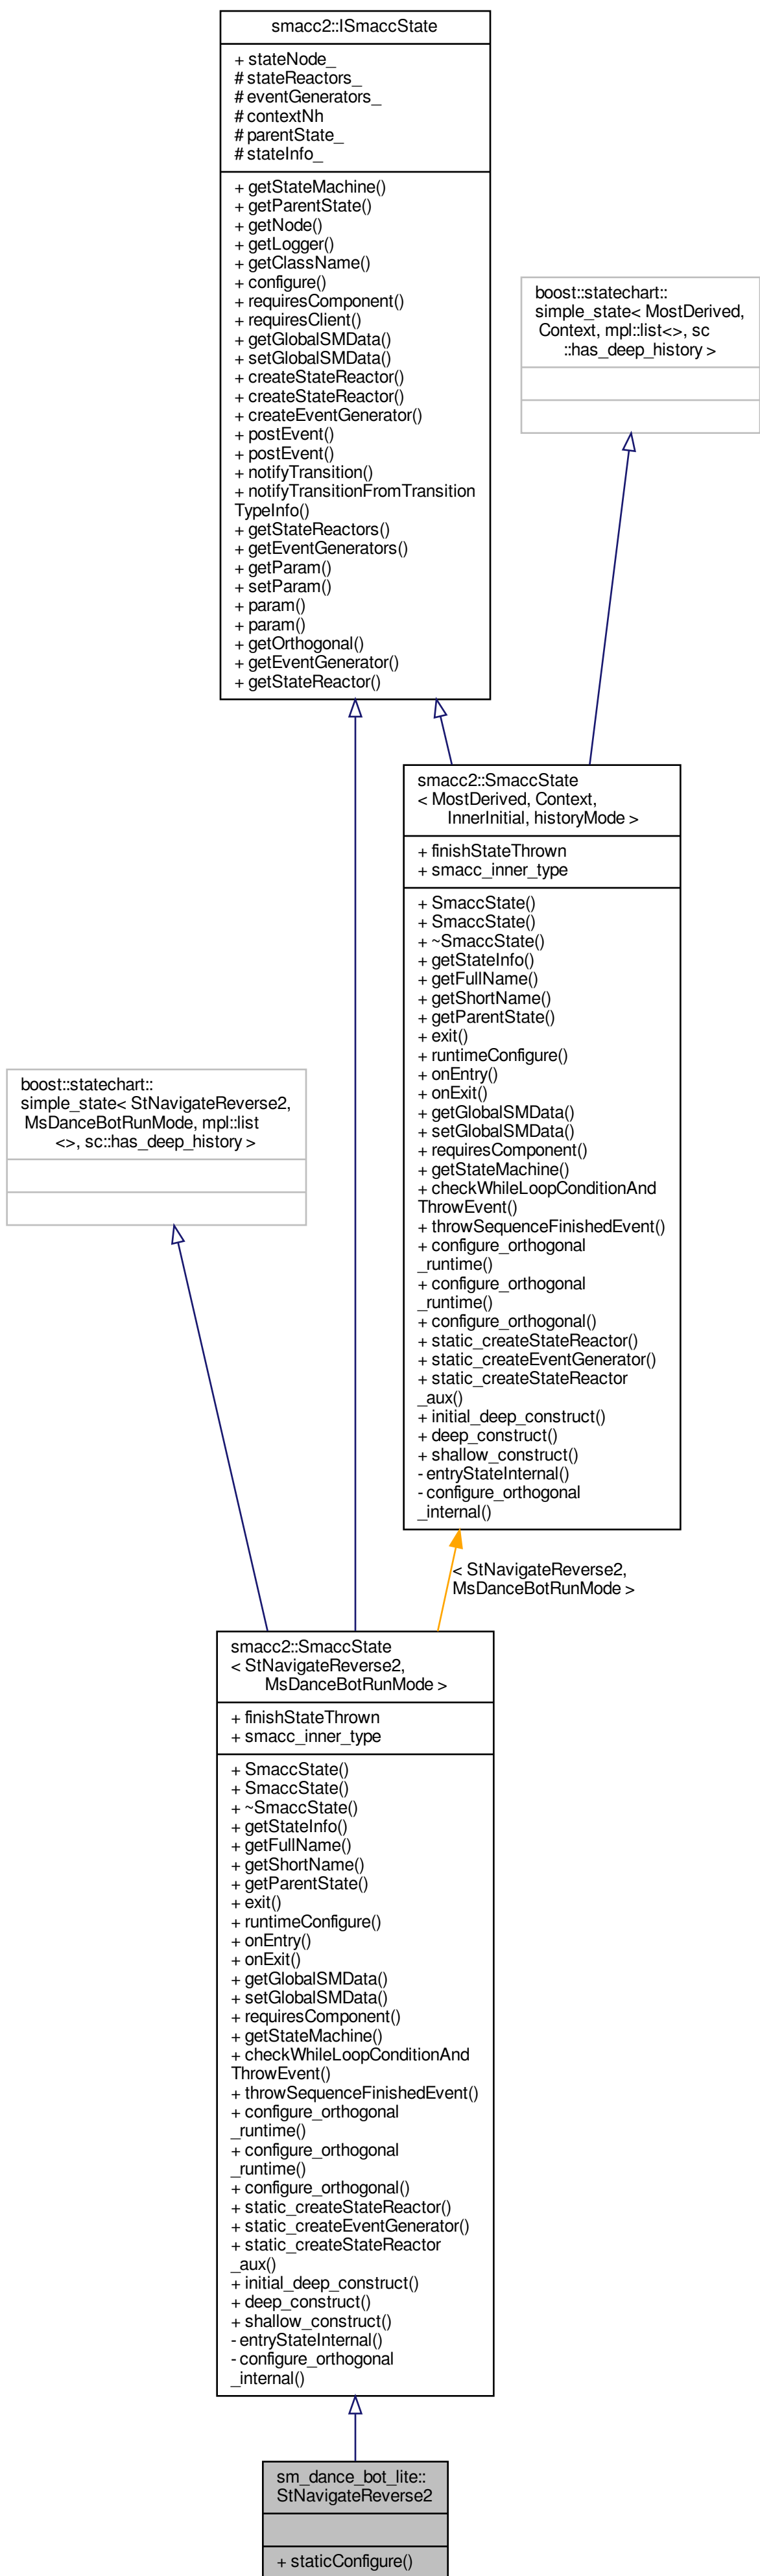 smacc2::ISmaccState
+ stateNode_
# stateReactors_
# eventGenerators_
# contextNh
# parentState_
# stateInfo_
+ getStateMachine()
+ getParentState()
+ getNode()
+ getLogger()
+ getClassName()
+ configure()
+ requiresComponent()
+ requiresClient()
+ getGlobalSMData()
+ setGlobalSMData()
+ createStateReactor()
+ createStateReactor()
+ createEventGenerator()
+ postEvent()
+ postEvent()
+ notifyTransition()
+ notifyTransitionFromTransition
TypeInfo()
+ getStateReactors()
+ getEventGenerators()
+ getParam()
+ setParam()
+ param()
+ param()
+ getOrthogonal()
+ getEventGenerator()
+ getStateReactor()
boost::statechart::
simple_state< MostDerived,
Context, mpl::list<>, sc
::has_deep_history >
smacc2::SmaccState
< MostDerived, Context,
InnerInitial, historyMode >
+ finishStateThrown
+ smacc_inner_type
+ SmaccState()
+ SmaccState()
+ ~SmaccState()
+ getStateInfo()
+ getFullName()
+ getShortName()
+ getParentState()
+ exit()
+ runtimeConfigure()
+ onEntry()
+ onExit()
+ getGlobalSMData()
+ setGlobalSMData()
+ requiresComponent()
+ getStateMachine()
+ checkWhileLoopConditionAnd
ThrowEvent()
+ throwSequenceFinishedEvent()
+ configure_orthogonal
_runtime()
+ configure_orthogonal
_runtime()
+ configure_orthogonal()
+ static_createStateReactor()
+ static_createEventGenerator()
+ static_createStateReactor
_aux()
+ initial_deep_construct()
+ deep_construct()
+ shallow_construct()
- entryStateInternal()
- configure_orthogonal
_internal()
boost::statechart::
simple_state< StNavigateReverse2,
MsDanceBotRunMode, mpl::list
<>, sc::has_deep_history >
< StNavigateReverse2,
MsDanceBotRunMode >
smacc2::SmaccState
< StNavigateReverse2,
MsDanceBotRunMode >
+ finishStateThrown
+ smacc_inner_type
+ SmaccState()
+ SmaccState()
+ ~SmaccState()
+ getStateInfo()
+ getFullName()
+ getShortName()
+ getParentState()
+ exit()
+ runtimeConfigure()
+ onEntry()
+ onExit()
+ getGlobalSMData()
+ setGlobalSMData()
+ requiresComponent()
+ getStateMachine()
+ checkWhileLoopConditionAnd
ThrowEvent()
+ throwSequenceFinishedEvent()
+ configure_orthogonal
_runtime()
+ configure_orthogonal
_runtime()
+ configure_orthogonal()
+ static_createStateReactor()
+ static_createEventGenerator()
+ static_createStateReactor
_aux()
+ initial_deep_construct()
+ deep_construct()
+ shallow_construct()
- entryStateInternal()
- configure_orthogonal
_internal()
sm_dance_bot_lite::
StNavigateReverse2
+ staticConfigure()